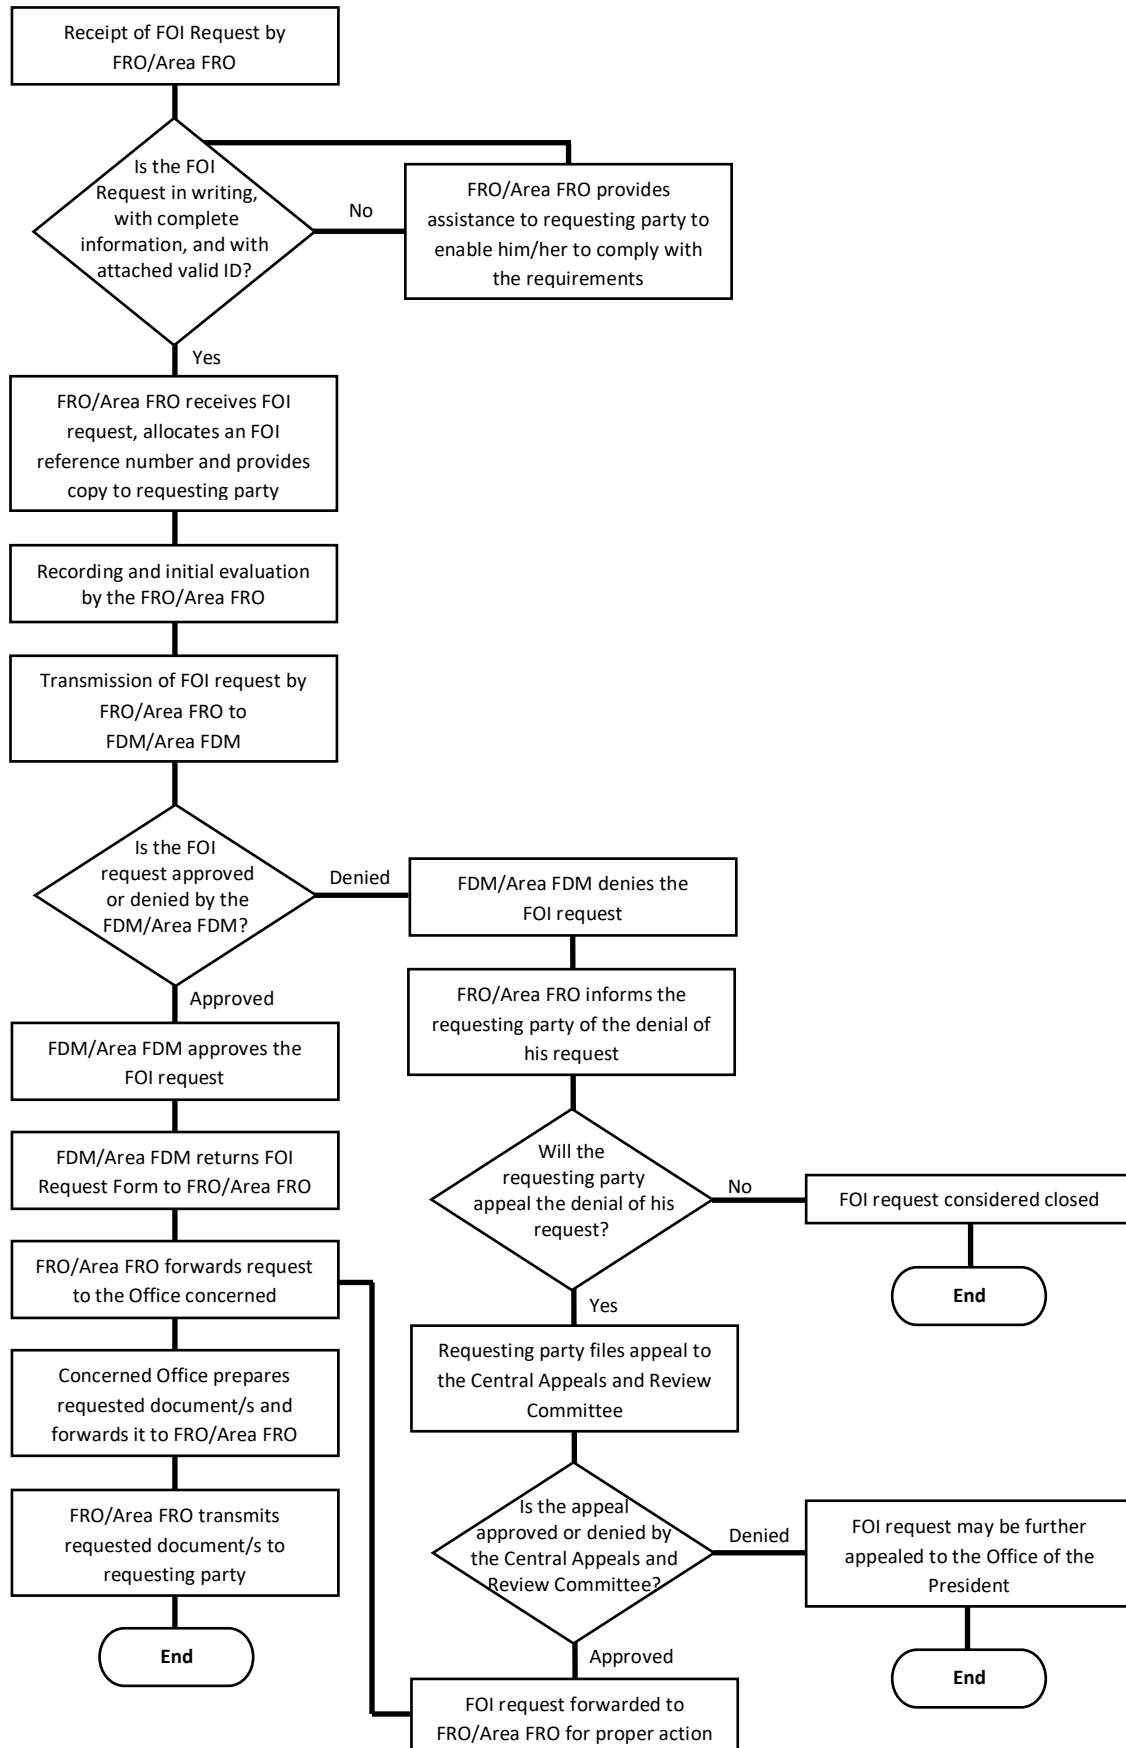 Receipt of FOI Request by
FRO/Area FRO
Is the FOI
Request in writing,
with complete
information, and with
attached valid ID?
No
FRO/Area FRO provides
assistance to requesting party to
enable him/her to comply with
the requirements
Yes
FRO/Area FRO receives FOI
request, allocates an FOI
reference number and provides
copy to requesting party
Recording and initial evaluation
by the FRO/Area FRO
Transmission of FOI request by
FRO/Area FRO to
FDM/Area FDM
Is the FOI
request approved
or denied by the
FDM/Area FDM?
Denied
FDM/Area FDM denies the
FOI request
FRO/Area FRO informs the
requesting party of the denial of
his request
Approved
FDM/Area FDM approves the
FOI request
FDM/Area FDM returns FOI
Request Form to FRO/Area FRO
Will the
requesting party
appeal the denial of his
request?
No
FOI request considered closed
End
FRO/Area FRO forwards request
to the Office concerned
Yes
Requesting party files appeal to
the Central Appeals and Review
Committee
Concerned Office prepares
requested document/s and
forwards it to FRO/Area FRO
FRO/Area FRO transmits
requested document/s to
requesting party
End
Is the appeal
approved or denied by
the Central Appeals and
Review Committee?
Denied
FOI request may be further
appealed to the Office of the
President
End
Approved
FOI request forwarded to
FRO/Area FRO for proper action